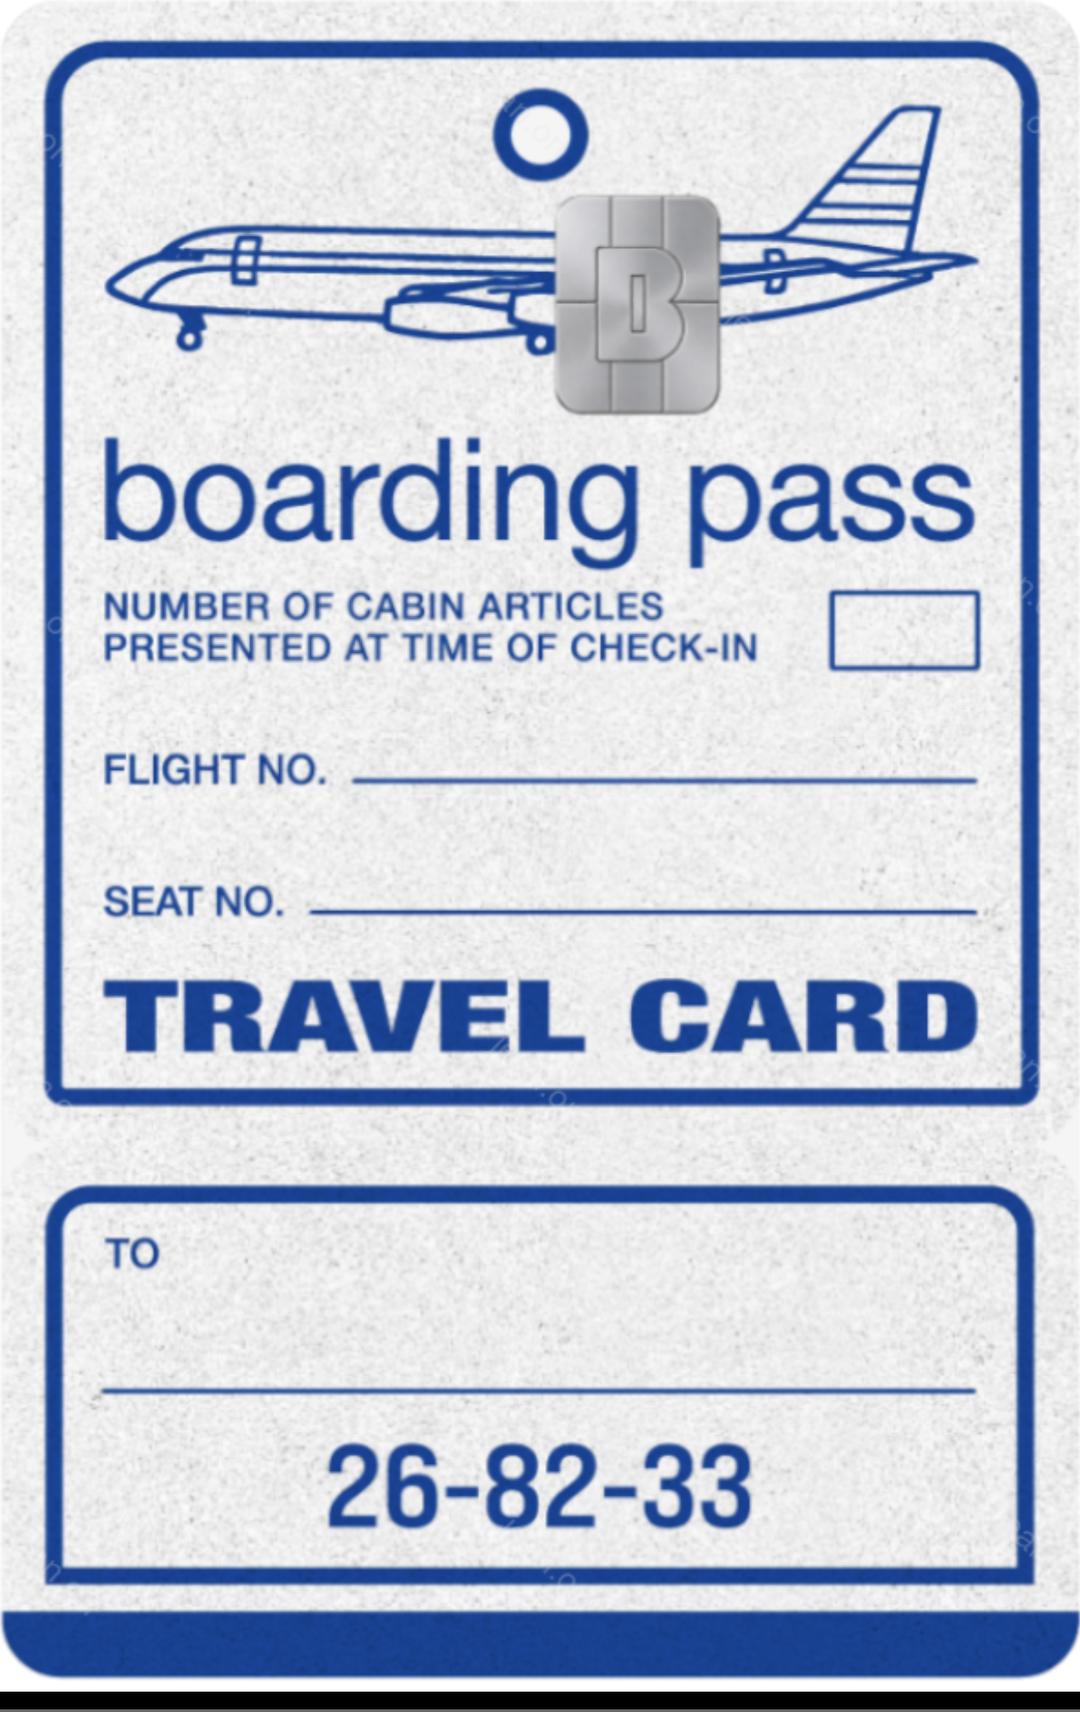 B
boarding pass
NUMBER OF CABIN ARTICLES
PRESENTED AT TIME OF CHECK-IN
FLIGHT NO.
SEAT NO.
TRAVEL CARD
TO
26-82-33